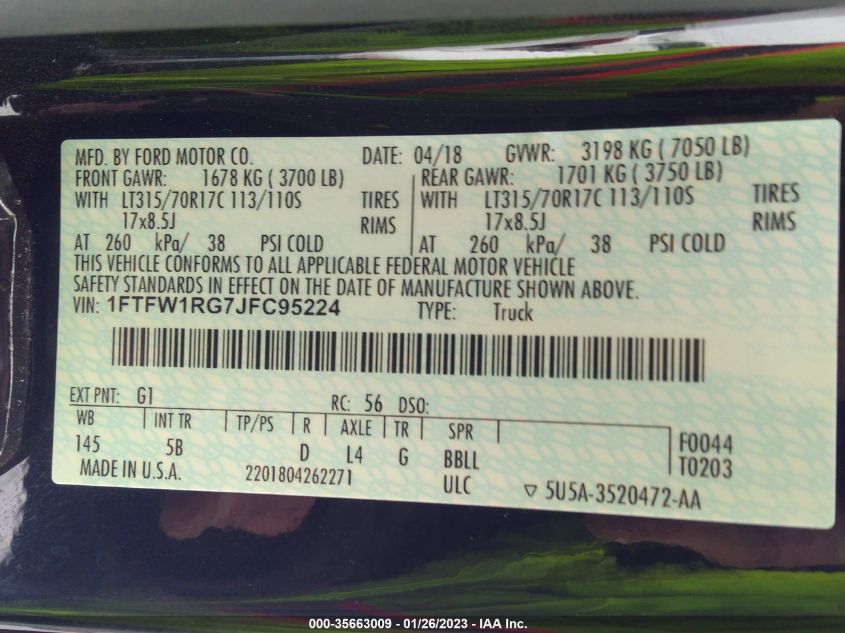 MFD. BY FORD MOTOR CO. DATE: 04/18 GVWR: 3198 KG ( 7050 LB)
FRONT GAWR: 1678 KG ( 3700 LB) REAR GAWR: 1701 KG ( 3750 LB)
WITH LT315/70R17C 113/110S TIRES WITH LT315/70R17C 113/110S TIRES
17x8.5J RIMS 17x8.5J RIMS
AT 260 kPa/ 38 PSI COLD AT 260 kPa/ 38 PSI COLD
THIS VEHICLE CONFORMS TO ALL APPLICABLE FEDERAL MOTOR VEHICLE
SAFETY STANDARDS IN EFFECT ON THE DATE OF MANUFACTURE SHOWN ABOVE.
VIN: 1FTFW1RG7JFC95224 TYPE: Truck
EXT PNT: G1 RC: 56 DSO:
WB INT TR TP/PS R AXLE TR SPR
145 5B D L4 G BBLL F0044
MADE IN U.S.A. 2201804262271 ULC T0203
▽ 5U5A-3520472-AA
000-35663009 - 01/26/2023 - IAA Inc.